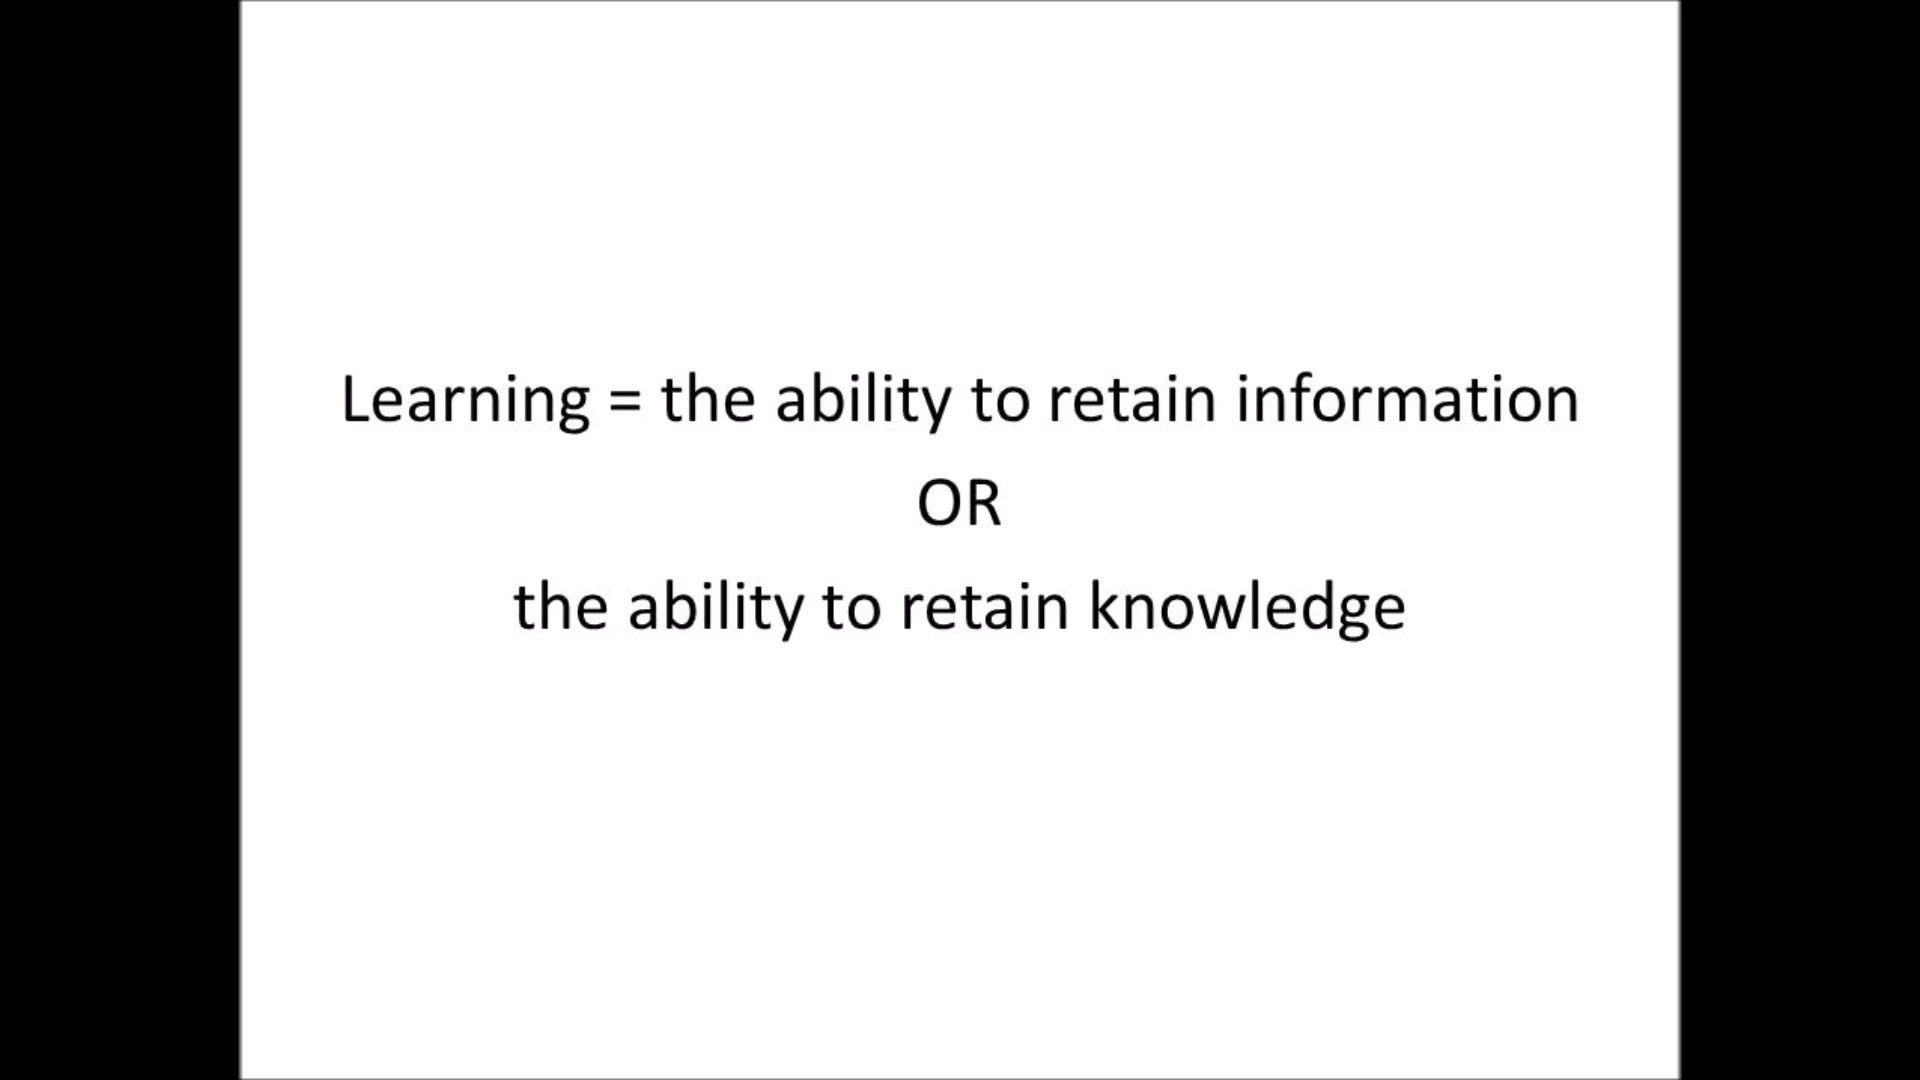 Learning = the ability to retain information
OR
the ability to retain knowledge